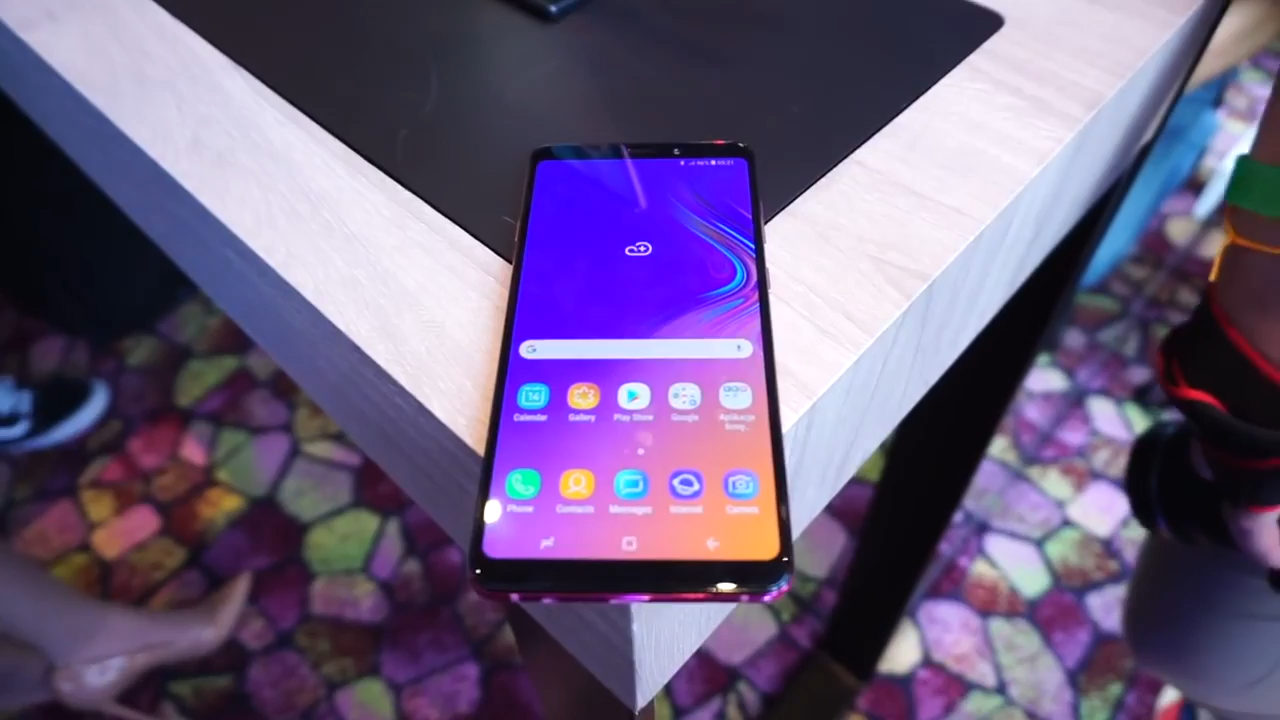 14
Calendar
Gallery
Play Store
Google
Aplikacje
Phone
Contacts
Messages
Internet
Camera